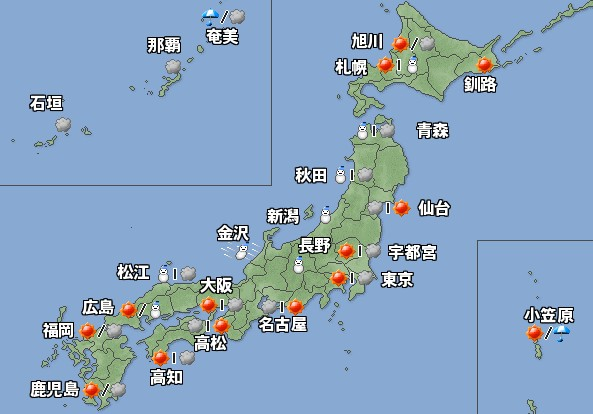 奄美
那覇
石垣
旭川
札幌
釧路
青森
秋田
仙台
新潟
金沢
長野
宇都宮
松江
大阪
東京
広島
名古屋
小笠原
福岡
高松
高知
鹿児島